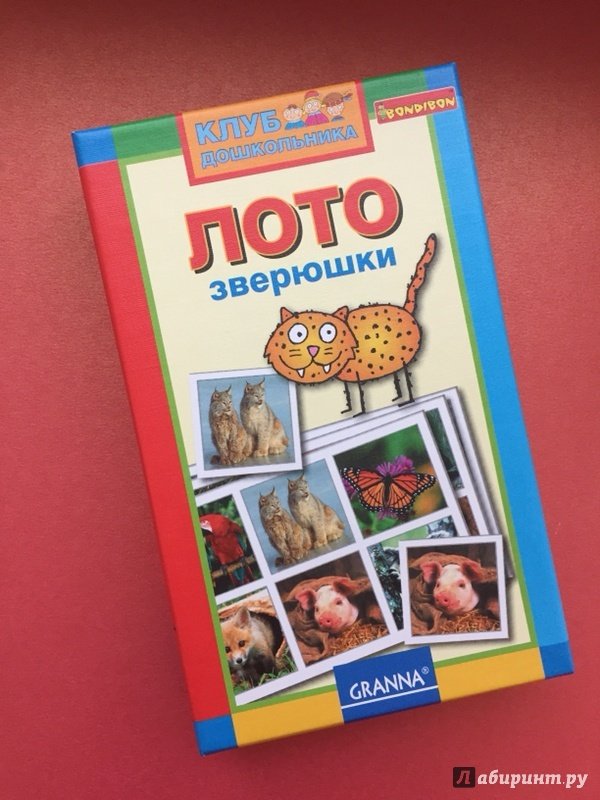 КЛУБ
ДОШКОЛЬНИКА
BONDIBON
ЛОТО
зверюшки
GRANNA®
Лабиринт.ру